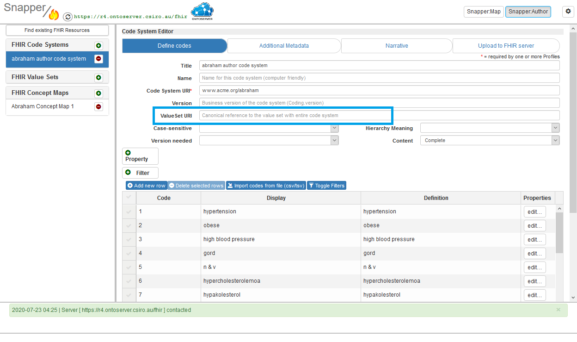 Snapper
https://r4.ontoserver.csiro.au/fhir
Snapper:Map
Snapper:Author
Find existing FHIR Resources
FHIR Code Systems
abraham author code system
FHIR Value Sets
FHIR Concept Maps
Abraham Concept Map 1
Code System Editor
Define codes
Additional Metadata
Narrative
Upload to FHIR server
* = required by one or more Profiles
Title abraham author code system
Name Name for this code system (computer friendly)
Code System URI* www.acme.org/abraham
Version Business version of the code system (Coding.version)
ValueSet URI Canonical reference to the value set with entire code system
Case-sensitive Hierarchy Meaning
Version needed Content Complete
Property
Filter
Add new row Delete selected rows Import codes from file (csv/tsv) Toggle Filters
Code Display Definition Properties
1 hypertension hypertension edit...
2 obese obese edit...
3 high blood pressure high blood pressure edit...
4 gord gord edit...
5 n & v n & v edit...
6 hypercholesterolemoa hypercholesterolemoa edit...
7 hypakolesterol hypakolesterol edit...
2020-07-23 04:25 | Server | https://r4.ontoserver.csiro.au/fhir | contacted